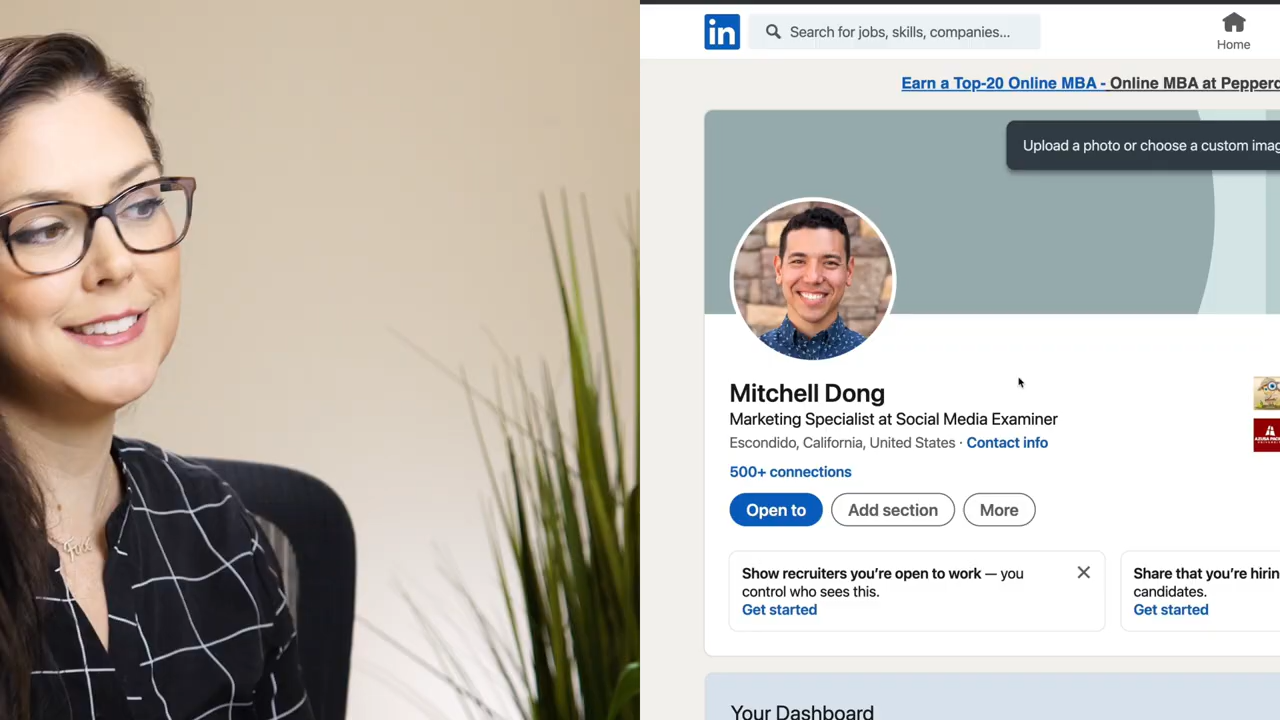 in
Search for jobs, skills, companies...
Home
Earn a Top-20 Online MBA - Online MBA at Pepperd
Upload a photo or choose a custom imag
Mitchell Dong
Marketing Specialist at Social Media Examiner
Escondido, California, United States · Contact info
500+ connections
Open to
Add section
More
Show recruiters you're open to work — you
control who sees this.
Get started
Share that you're hirin
candidates.
Get started
Your Dashboard